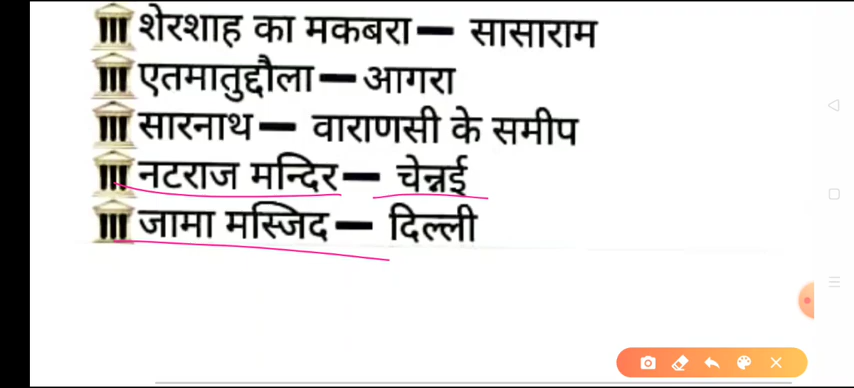 शेरशाह का मकबरा— सासाराम
एतमातुद्दौला—आगरा
सारनाथ— वाराणसी के समीप
नटराज मन्दिर— चेन्नई
जामा मस्जिद— दिल्ली